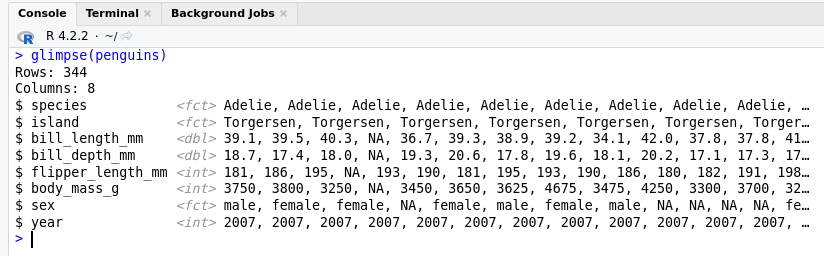 Console Terminal × Background Jobs ×
R 4.2.2 · ~/
> glimpse(penguins)
Rows: 344
Columns: 8
$ species <fct> Adelie, Adelie, Adelie, Adelie, Adelie, Adelie, Adelie, Adelie, Adelie, …
$ island <fct> Torgersen, Torgersen, Torgersen, Torgersen, Torgersen, Torgersen, Torger…
$ bill_length_mm <dbl> 39.1, 39.5, 40.3, NA, 36.7, 39.3, 38.9, 39.2, 34.1, 42.0, 37.8, 37.8, 41…
$ bill_depth_mm <dbl> 18.7, 17.4, 18.0, NA, 19.3, 20.6, 17.8, 19.6, 18.1, 20.2, 17.1, 17.3, 17…
$ flipper_length_mm <int> 181, 186, 195, NA, 193, 190, 181, 195, 193, 190, 186, 180, 182, 191, 198…
$ body_mass_g <int> 3750, 3800, 3250, NA, 3450, 3650, 3625, 4675, 3475, 4250, 3300, 3700, 32…
$ sex <fct> male, female, female, NA, female, male, female, male, NA, NA, NA, NA, fe…
$ year <int> 2007, 2007, 2007, 2007, 2007, 2007, 2007, 2007, 2007, 2007, 2007, 2007, …
>